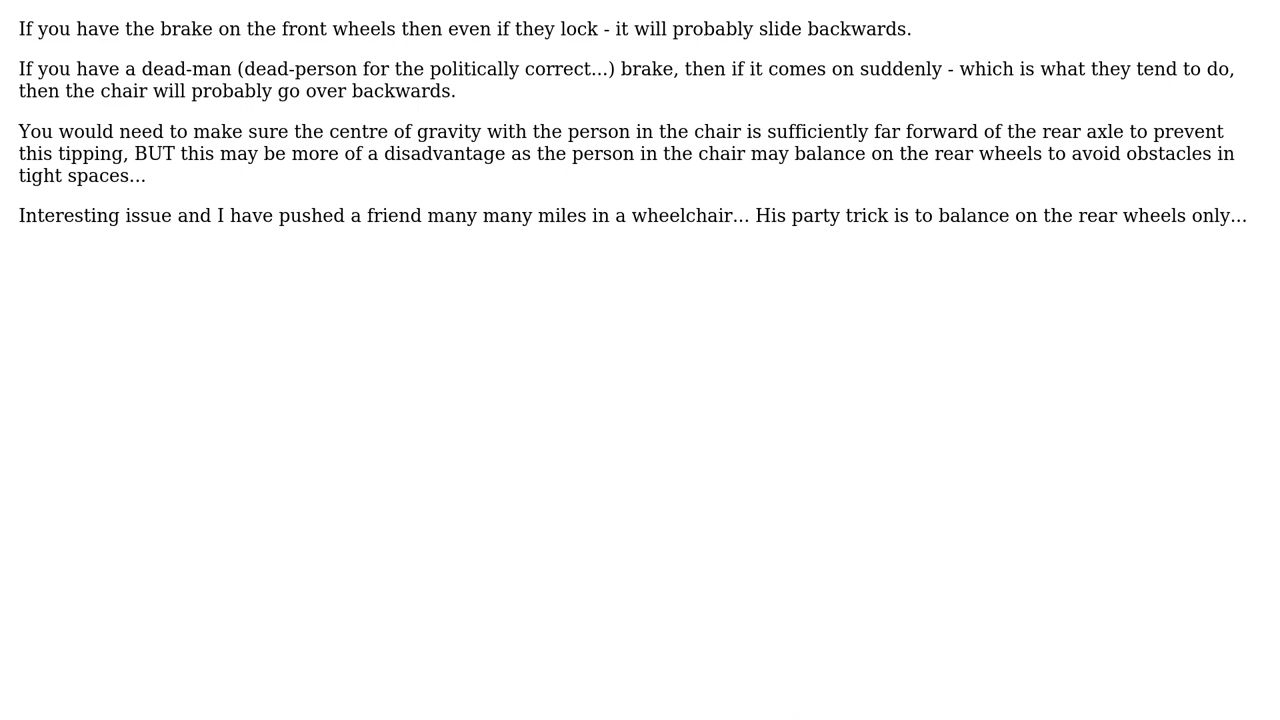 If you have the brake on the front wheels then even if they lock - it will probably slide backwards.
If you have a dead-man (dead-person for the politically correct...) brake, then if it comes on suddenly - which is what they tend to do,
then the chair will probably go over backwards.
You would need to make sure the centre of gravity with the person in the chair is sufficiently far forward of the rear axle to prevent
this tipping, BUT this may be more of a disadvantage as the person in the chair may balance on the rear wheels to avoid obstacles in
tight spaces...
Interesting issue and I have pushed a friend many many miles in a wheelchair... His party trick is to balance on the rear wheels only...